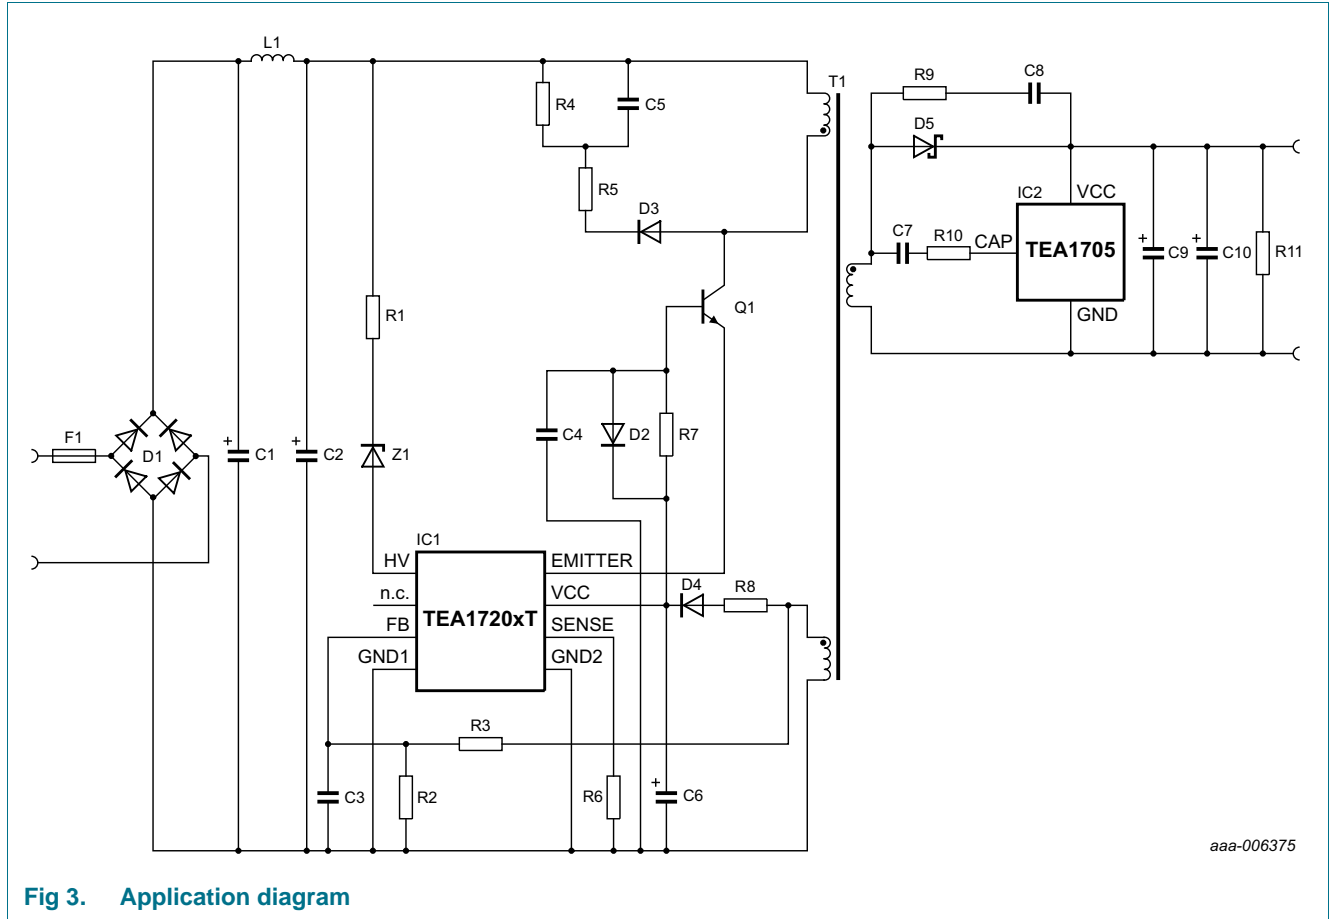 L1
T1
R9
C8
R4
C5
D5
R5
IC2
VCC
D3
C7
R10
CAP
TEA1705
C9
C10
R11
R1
Q1
GND
F1
D1
C1
C2
Z1
C4
D2
R7
IC1
HV
EMITTER
n.c.
VCC
D4
R8
TEA1720xT
FB
SENSE
GND1
GND2
R3
C3
R2
R6
C6
+
+
+
+
+
aaa-006375
Fig 3. Application diagram